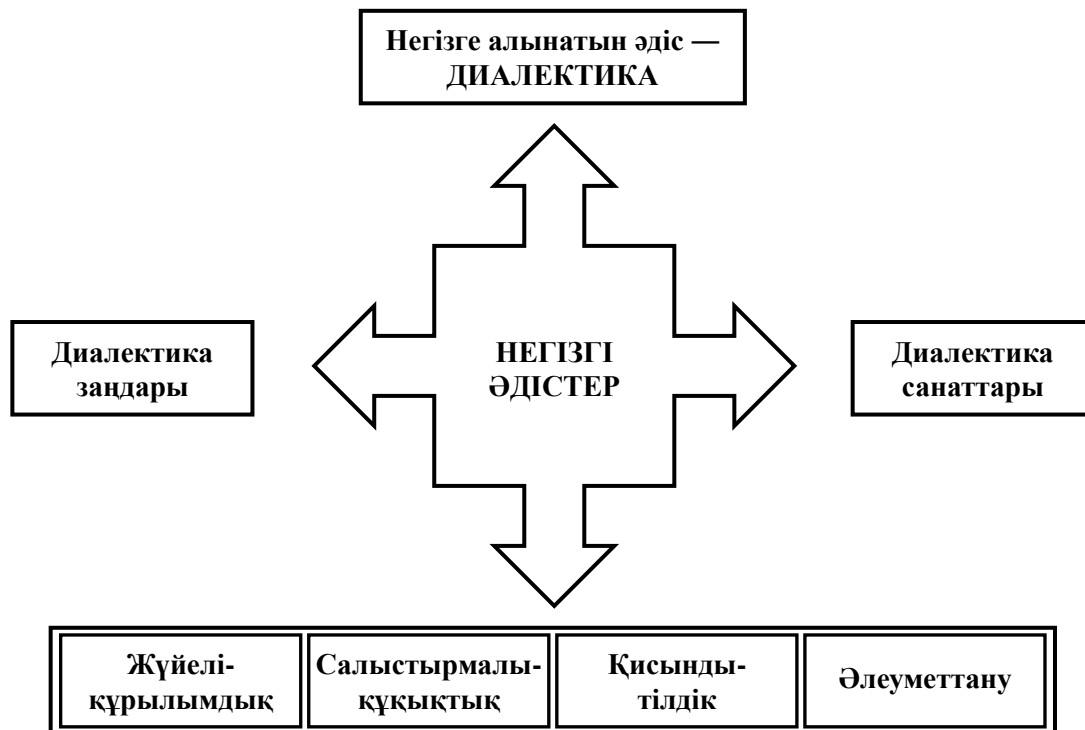 Негізге алынатын әдіс —
ДИАЛЕКТИКА
Диалектика
заңдары
НЕГІЗГІ
ӘДІСТЕР
Диалектика
санаттары
Жүйелі-
құрылымдық
Салыстырмалы-
құқықтық
Қисынды-
тілдік
Әлеуметтану